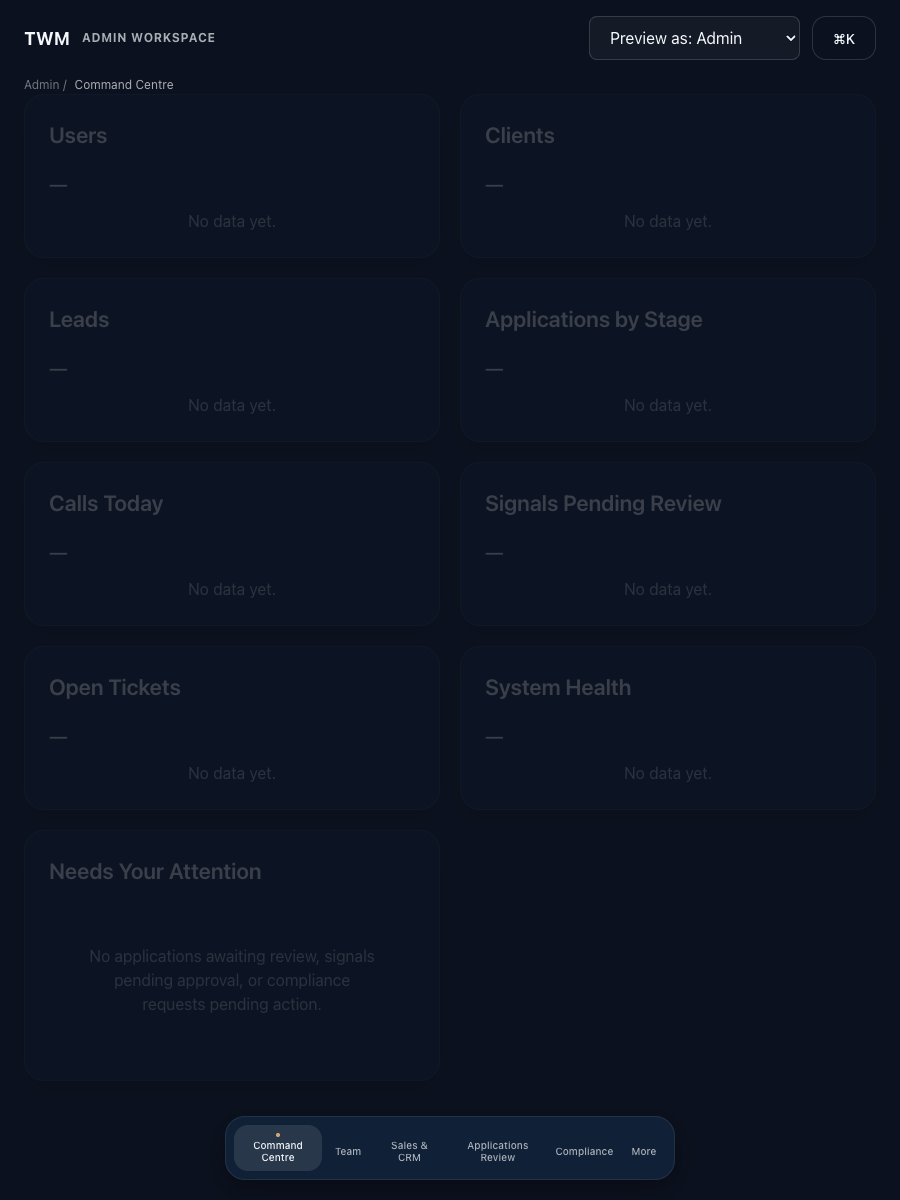 TWM ADMIN WORKSPACE
Preview as: Admin
⌘K
Admin / Command Centre
Users
—
No data yet.
Clients
—
No data yet.
Leads
—
No data yet.
Applications by Stage
—
No data yet.
Calls Today
—
No data yet.
Signals Pending Review
—
No data yet.
Open Tickets
—
No data yet.
System Health
—
No data yet.
Needs Your Attention
No applications awaiting review, signals
pending approval, or compliance
requests pending action.
Command
Centre
Team
Sales &
CRM
Applications
Review
Compliance
More